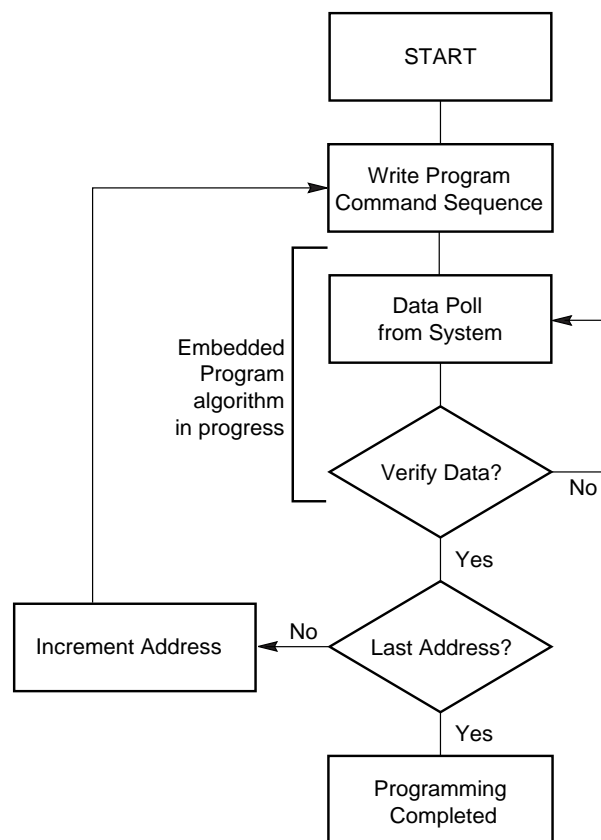 START
Write Program
Command Sequence
Data Poll
from System
Embedded
Program
algorithm
in progress
Verify Data?
No
Yes
Increment Address
No
Last Address?
Yes
Programming
Completed